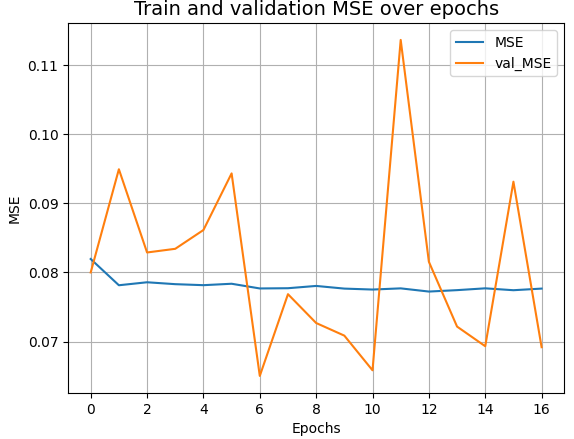 Train and validation MSE over epochs
MSE
val_MSE
0.11
0.10
0.09
0.08
0.07
MSE
0 2 4 6 8 10 12 14 16
Epochs